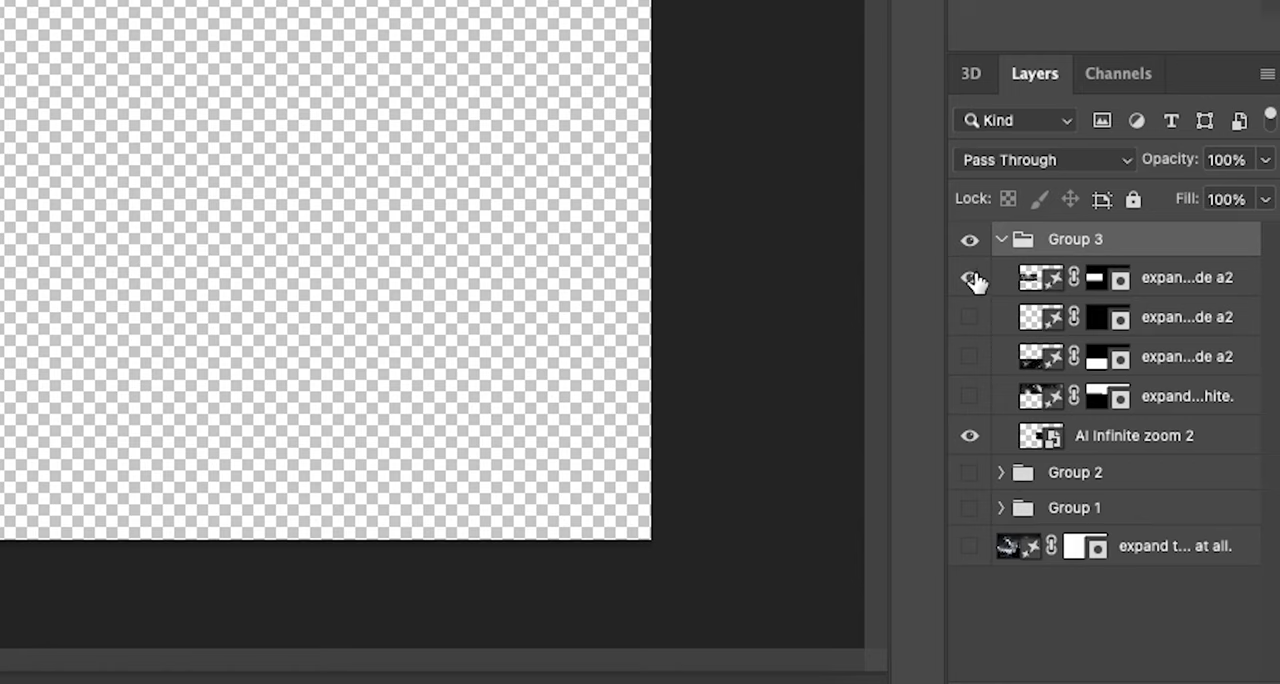 3D Layers Channels
Kind
Pass Through Opacity: 100%
Lock: Fill: 100%
Group 3
expan...de a2
expan...de a2
expan...de a2
expand...hite.
AI Infinite zoom 2
Group 2
Group 1
expand t... at all.